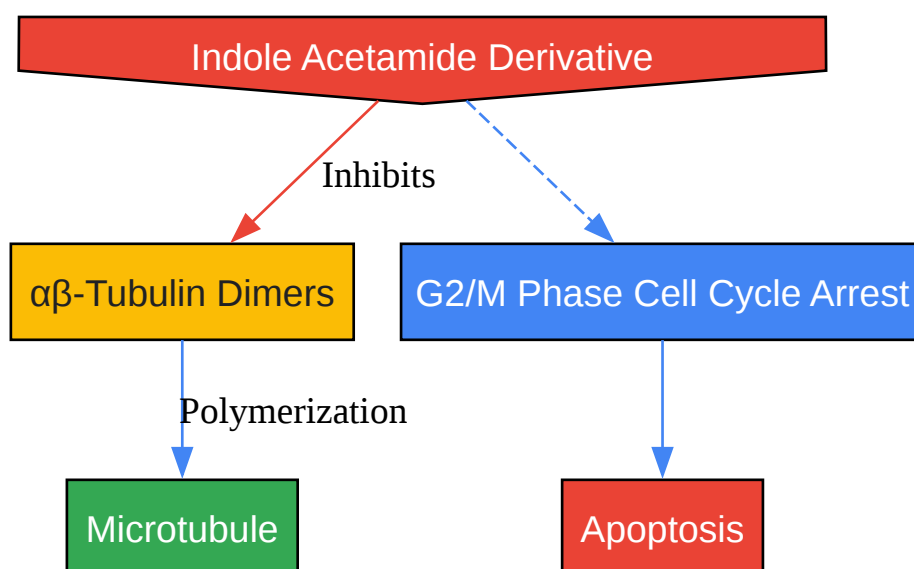 Indole Acetamide Derivative
Inhibits
αβ-Tubulin Dimers
G2/M Phase Cell Cycle Arrest
Polymerization
Microtubule
Apoptosis